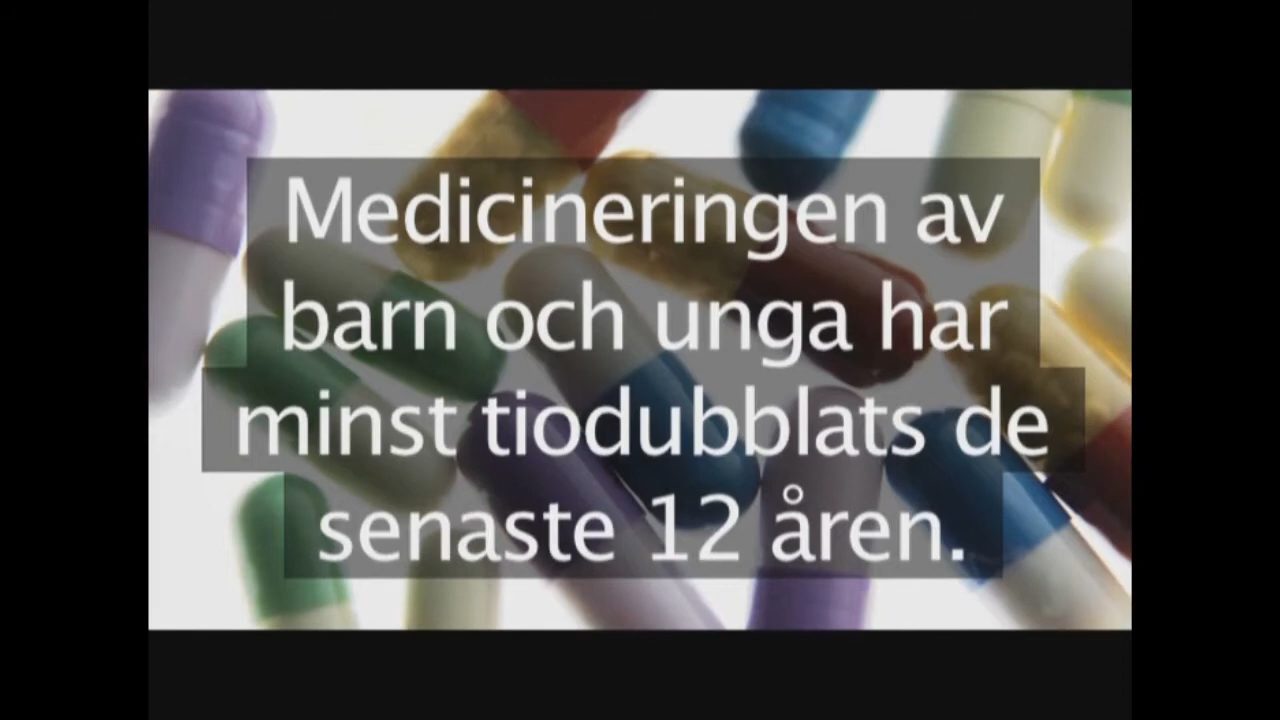 Medicineringen av
barn och unga har
minst tiodubblats de
senaste 12 åren.